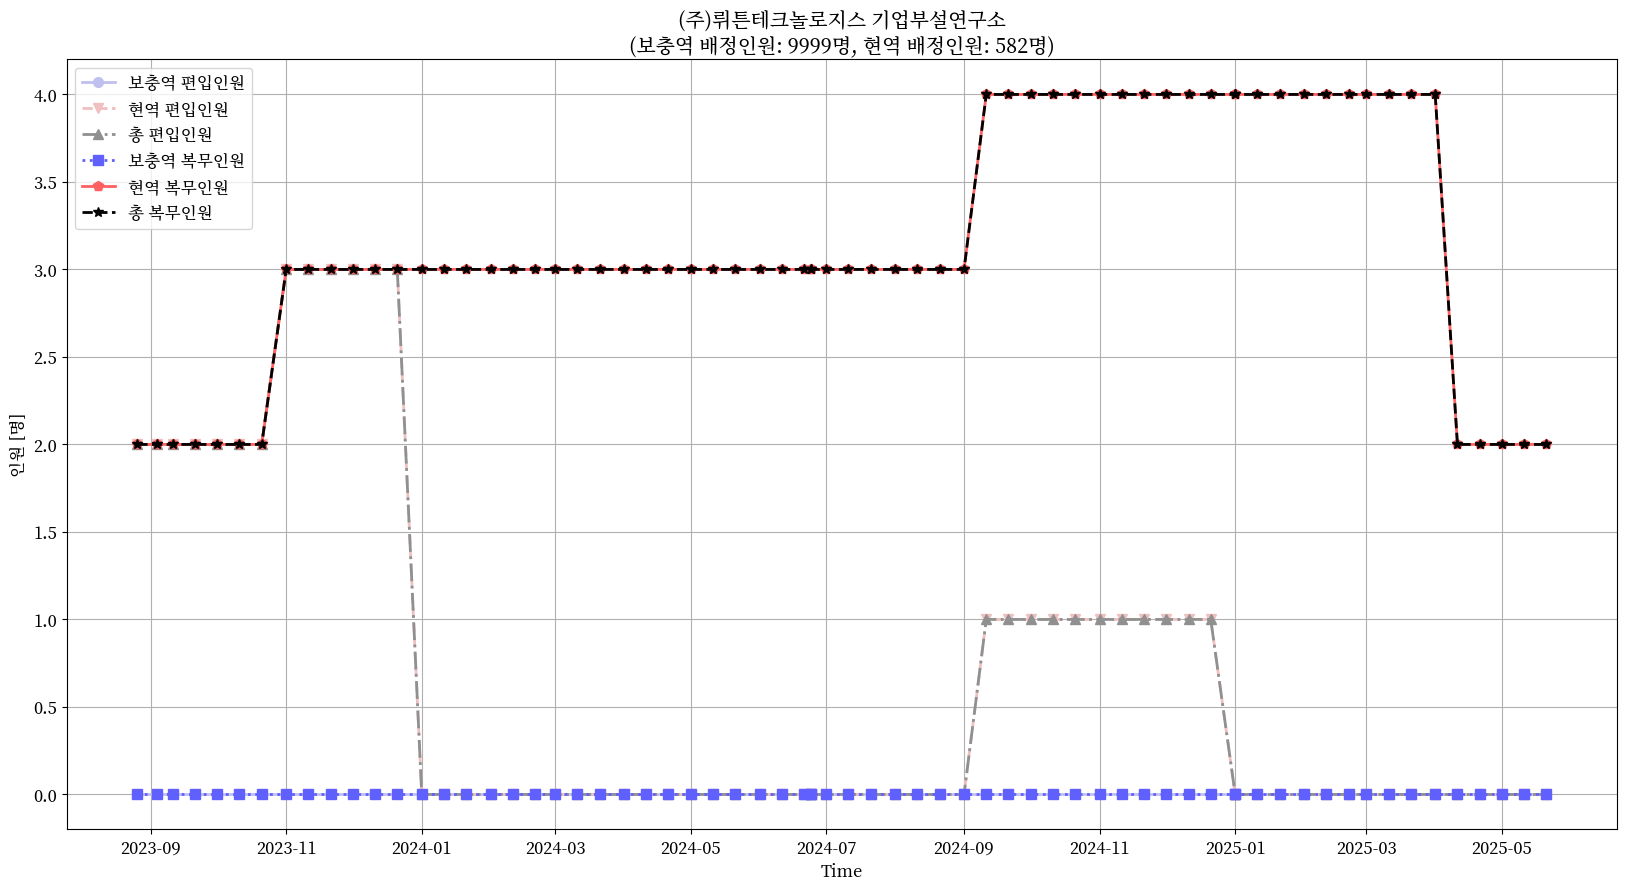 (주)뤼튼테크놀로지스 기업부설연구소
(보충역 배정인원: 9999명, 현역 배정인원: 582명)
보충역 편입인원
현역 편입인원
총 편입인원
보충역 복무인원
현역 복무인원
총 복무인원
4.0
3.5
3.0
2.5
2.0
1.5
1.0
0.5
0.0
인원 [명]
2023-09 2023-11 2024-01 2024-03 2024-05 2024-07 2024-09 2024-11 2025-01 2025-03 2025-05
Time